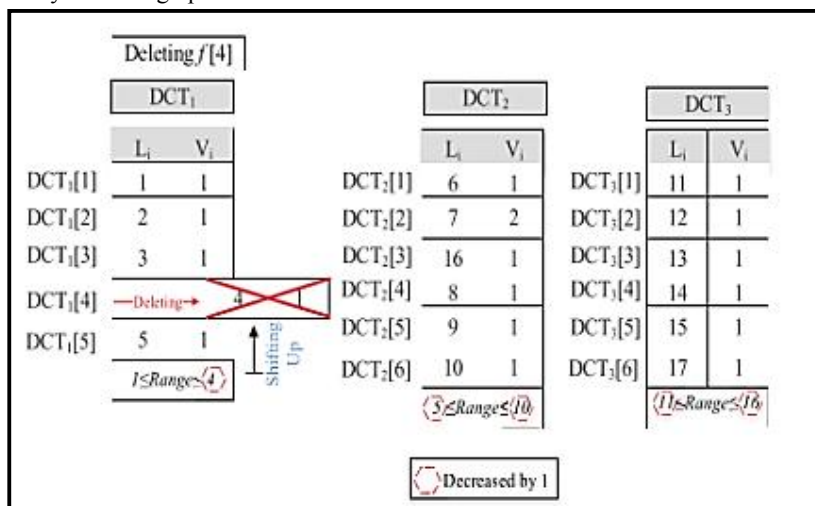 Deleting f[4]
DCT₁
Lᵢ Vᵢ
DCT₁[1] 1 1
DCT₁[2] 2 1
DCT₁[3] 3 1
DCT₁[4] Deleting 4
DCT₁[5] 5 1
1≤Range≤4
Shifting
Up
DCT₂
Lᵢ Vᵢ
DCT₂[1] 6 1
DCT₂[2] 7 2
DCT₂[3] 16 1
DCT₂[4] 8 1
DCT₂[5] 9 1
DCT₂[6] 10 1
5≤Range≤10
DCT₃
Lᵢ Vᵢ
DCT₃[1] 11 1
DCT₃[2] 12 1
DCT₃[3] 13 1
DCT₃[4] 14 1
DCT₃[5] 15 1
DCT₃[6] 17 1
11≤Range≤16
Decreased by 1